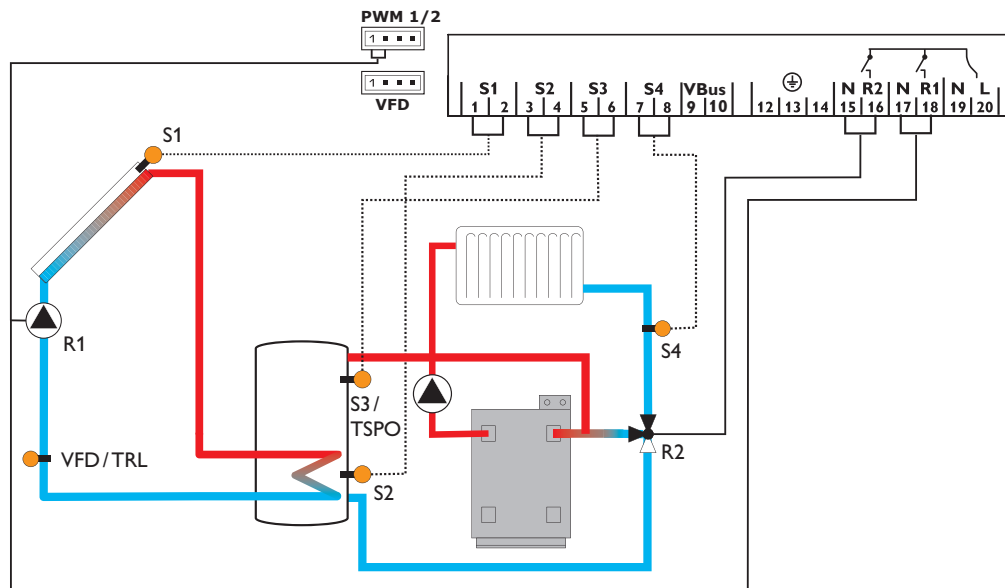 PWM 1/2
1
1
VFD
S1 S2 S3 S4 VBus N R2 N R1 N L
1 2 3 4 5 6 7 8 9 10 12 13 14 15 16 17 18 19 20
S1
R1
VFD / TRL
S3 /
TSPO
S2
S4
R2